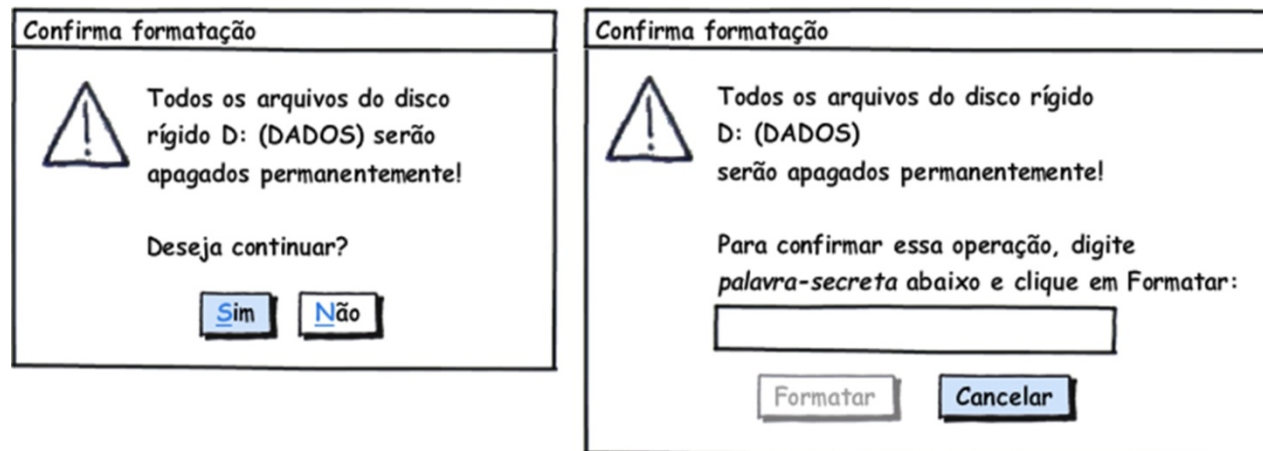 Confirma formatação
Todos os arquivos do disco
rígido D: (DADOS) serão
apagados permanentemente!
Deseja continuar?
Sim
Não
Confirma formatação
Todos os arquivos do disco rígido
D: (DADOS)
serão apagados permanentemente!
Para confirmar essa operação, digite
palavra-secreta abaixo e clique em Formatar:
Formatar
Cancelar